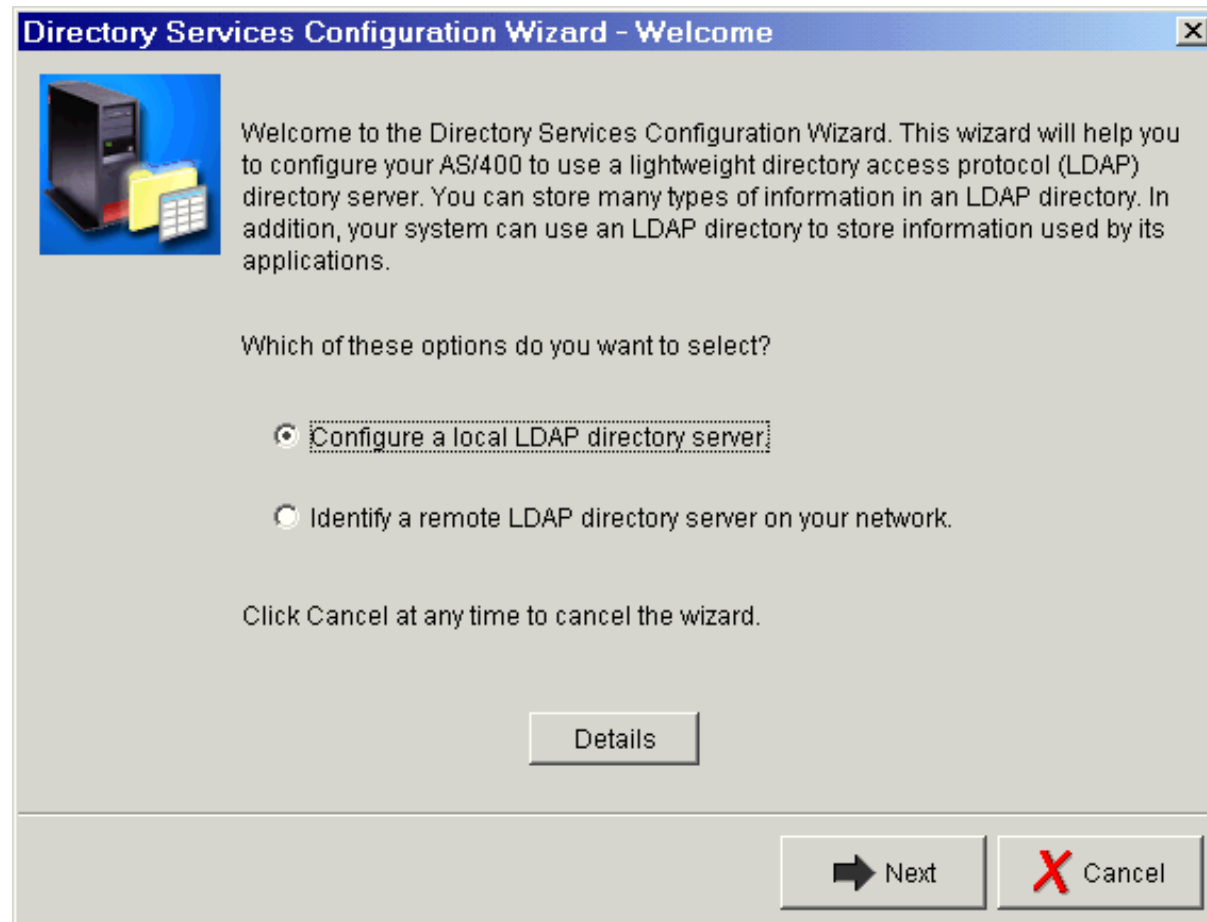 Directory Services Configuration Wizard - Welcome
Welcome to the Directory Services Configuration Wizard. This wizard will help you
to configure your AS/400 to use a lightweight directory access protocol (LDAP)
directory server. You can store many types of information in an LDAP directory. In
addition, your system can use an LDAP directory to store information used by its
applications.
Which of these options do you want to select?
Configure a local LDAP directory server.
Identify a remote LDAP directory server on your network.
Click Cancel at any time to cancel the wizard.
Details
Next
Cancel